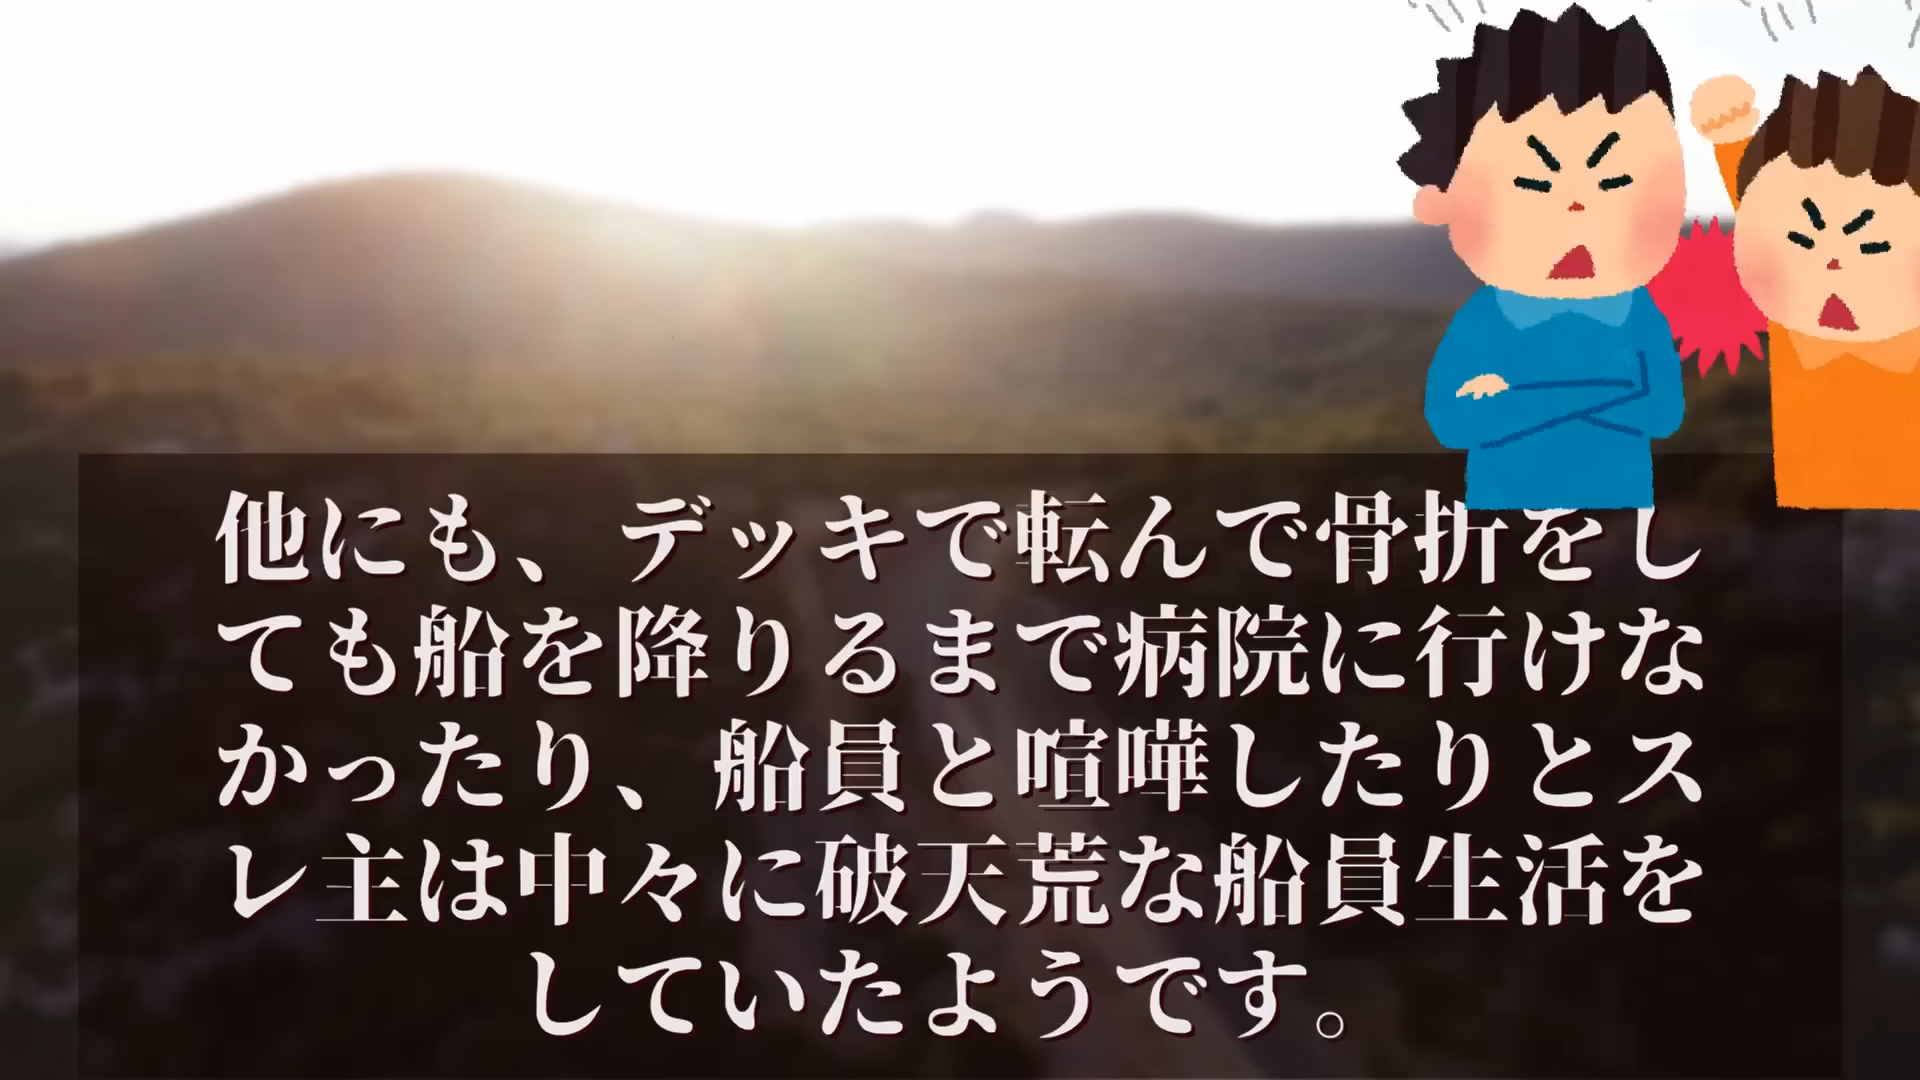 他にも、デッキで転んで骨折をし
ても船を降りるまで病院に行けな
かったり、船員と喧嘩したりとス
レ主は中々に破天荒な船員生活を
していたようです。